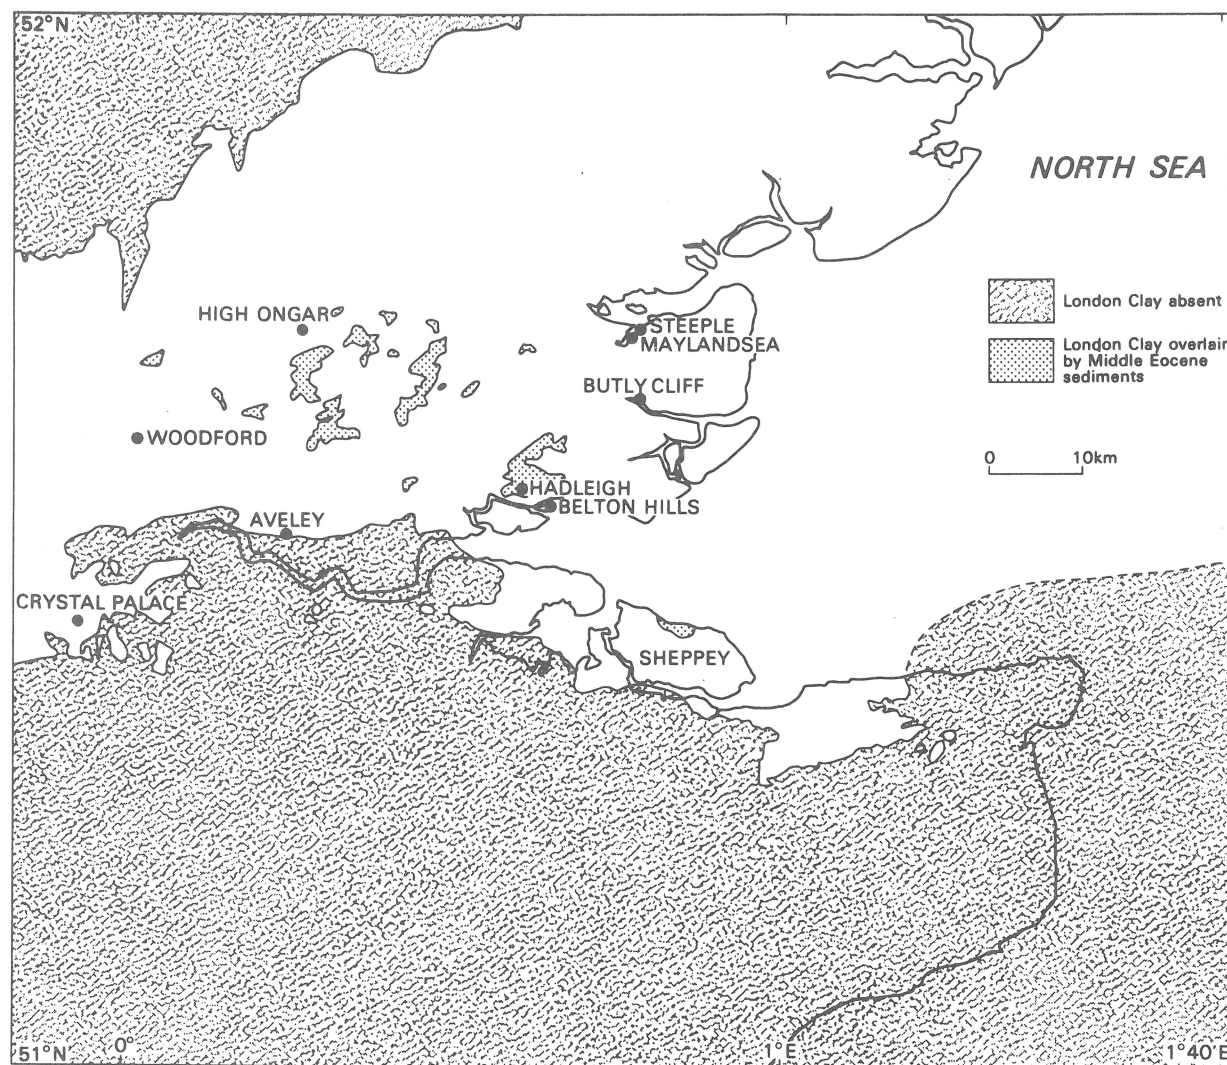 52°N
NORTH SEA
London Clay absent
HIGH ONGAR
STEEPLE
MAYLANDSEA
London Clay overlain
by Middle Eocene
sediments
BUTLY CLIFF
WOODFORD
0 10km
HADLEIGH
BELTON HILLS
AVELEY
CRYSTAL PALACE
SHEPPEY
51°N
0°
1°E
1°40'E